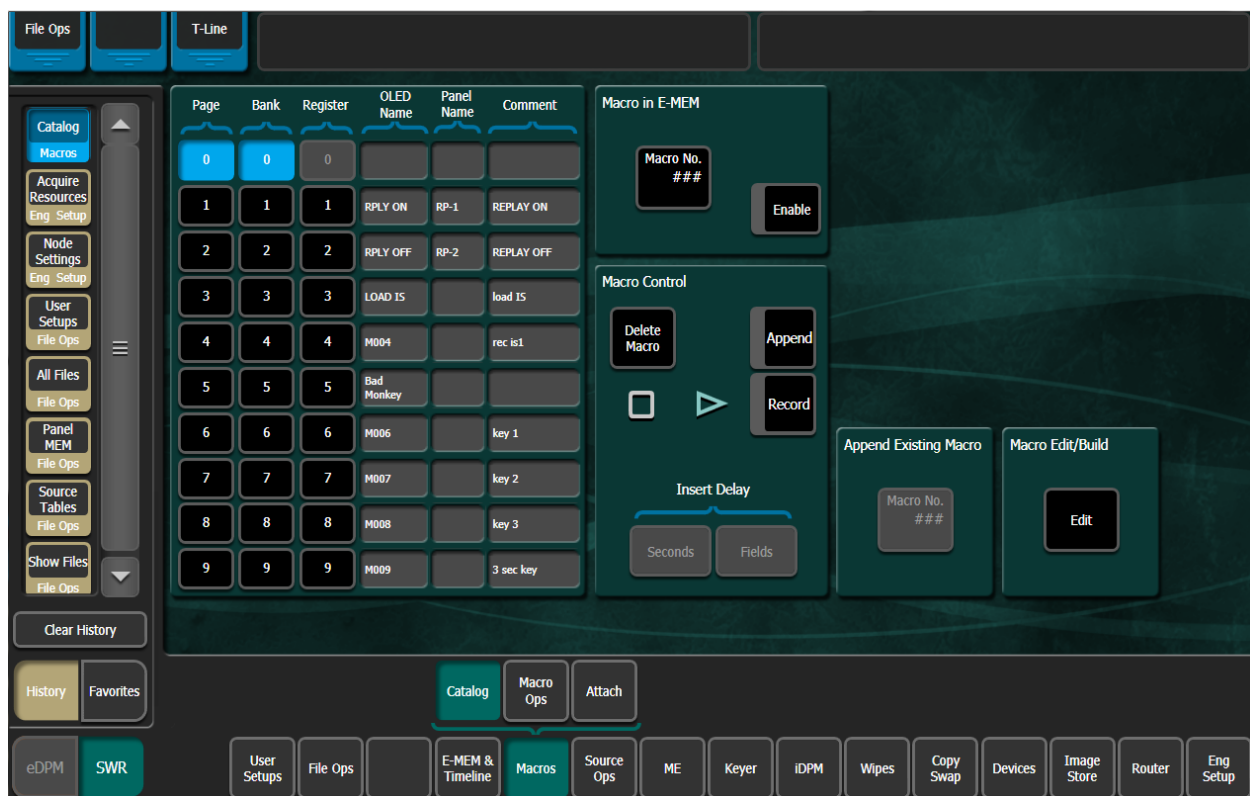 File Ops
T-Line
Catalog
Macros
Acquire
Resources
Eng Setup
Node
Settings
Eng Setup
User
Setups
File Ops
All Files
File Ops
Panel
MEM
File Ops
Source
Tables
File Ops
Show Files
File Ops
Clear History
History Favorites
eDPM SWR
Page Bank Register OLED Name Panel Name Comment
0 0 0
1 1 1 RPLY ON RP-1 REPLAY ON
2 2 2 RPLY OFF RP-2 REPLAY OFF
3 3 3 LOAD IS load IS
4 4 4 M004 rec is1
5 5 5 Bad Monkey
6 6 6 M006 key 1
7 7 7 M007 key 2
8 8 8 M008 key 3
9 9 9 M009 3 sec key
Macro in E-MEM
Macro No.
###
Enable
Macro Control
Delete
Macro
Append
Record
Insert Delay
Seconds Fields
Append Existing Macro
Macro No.
###
Macro Edit/Build
Edit
Catalog Macro Ops Attach
User Setups File Ops E-MEM & Timeline Macros Source Ops ME Keyer iDPM Wipes Copy Swap Devices Image Store Router Eng Setup